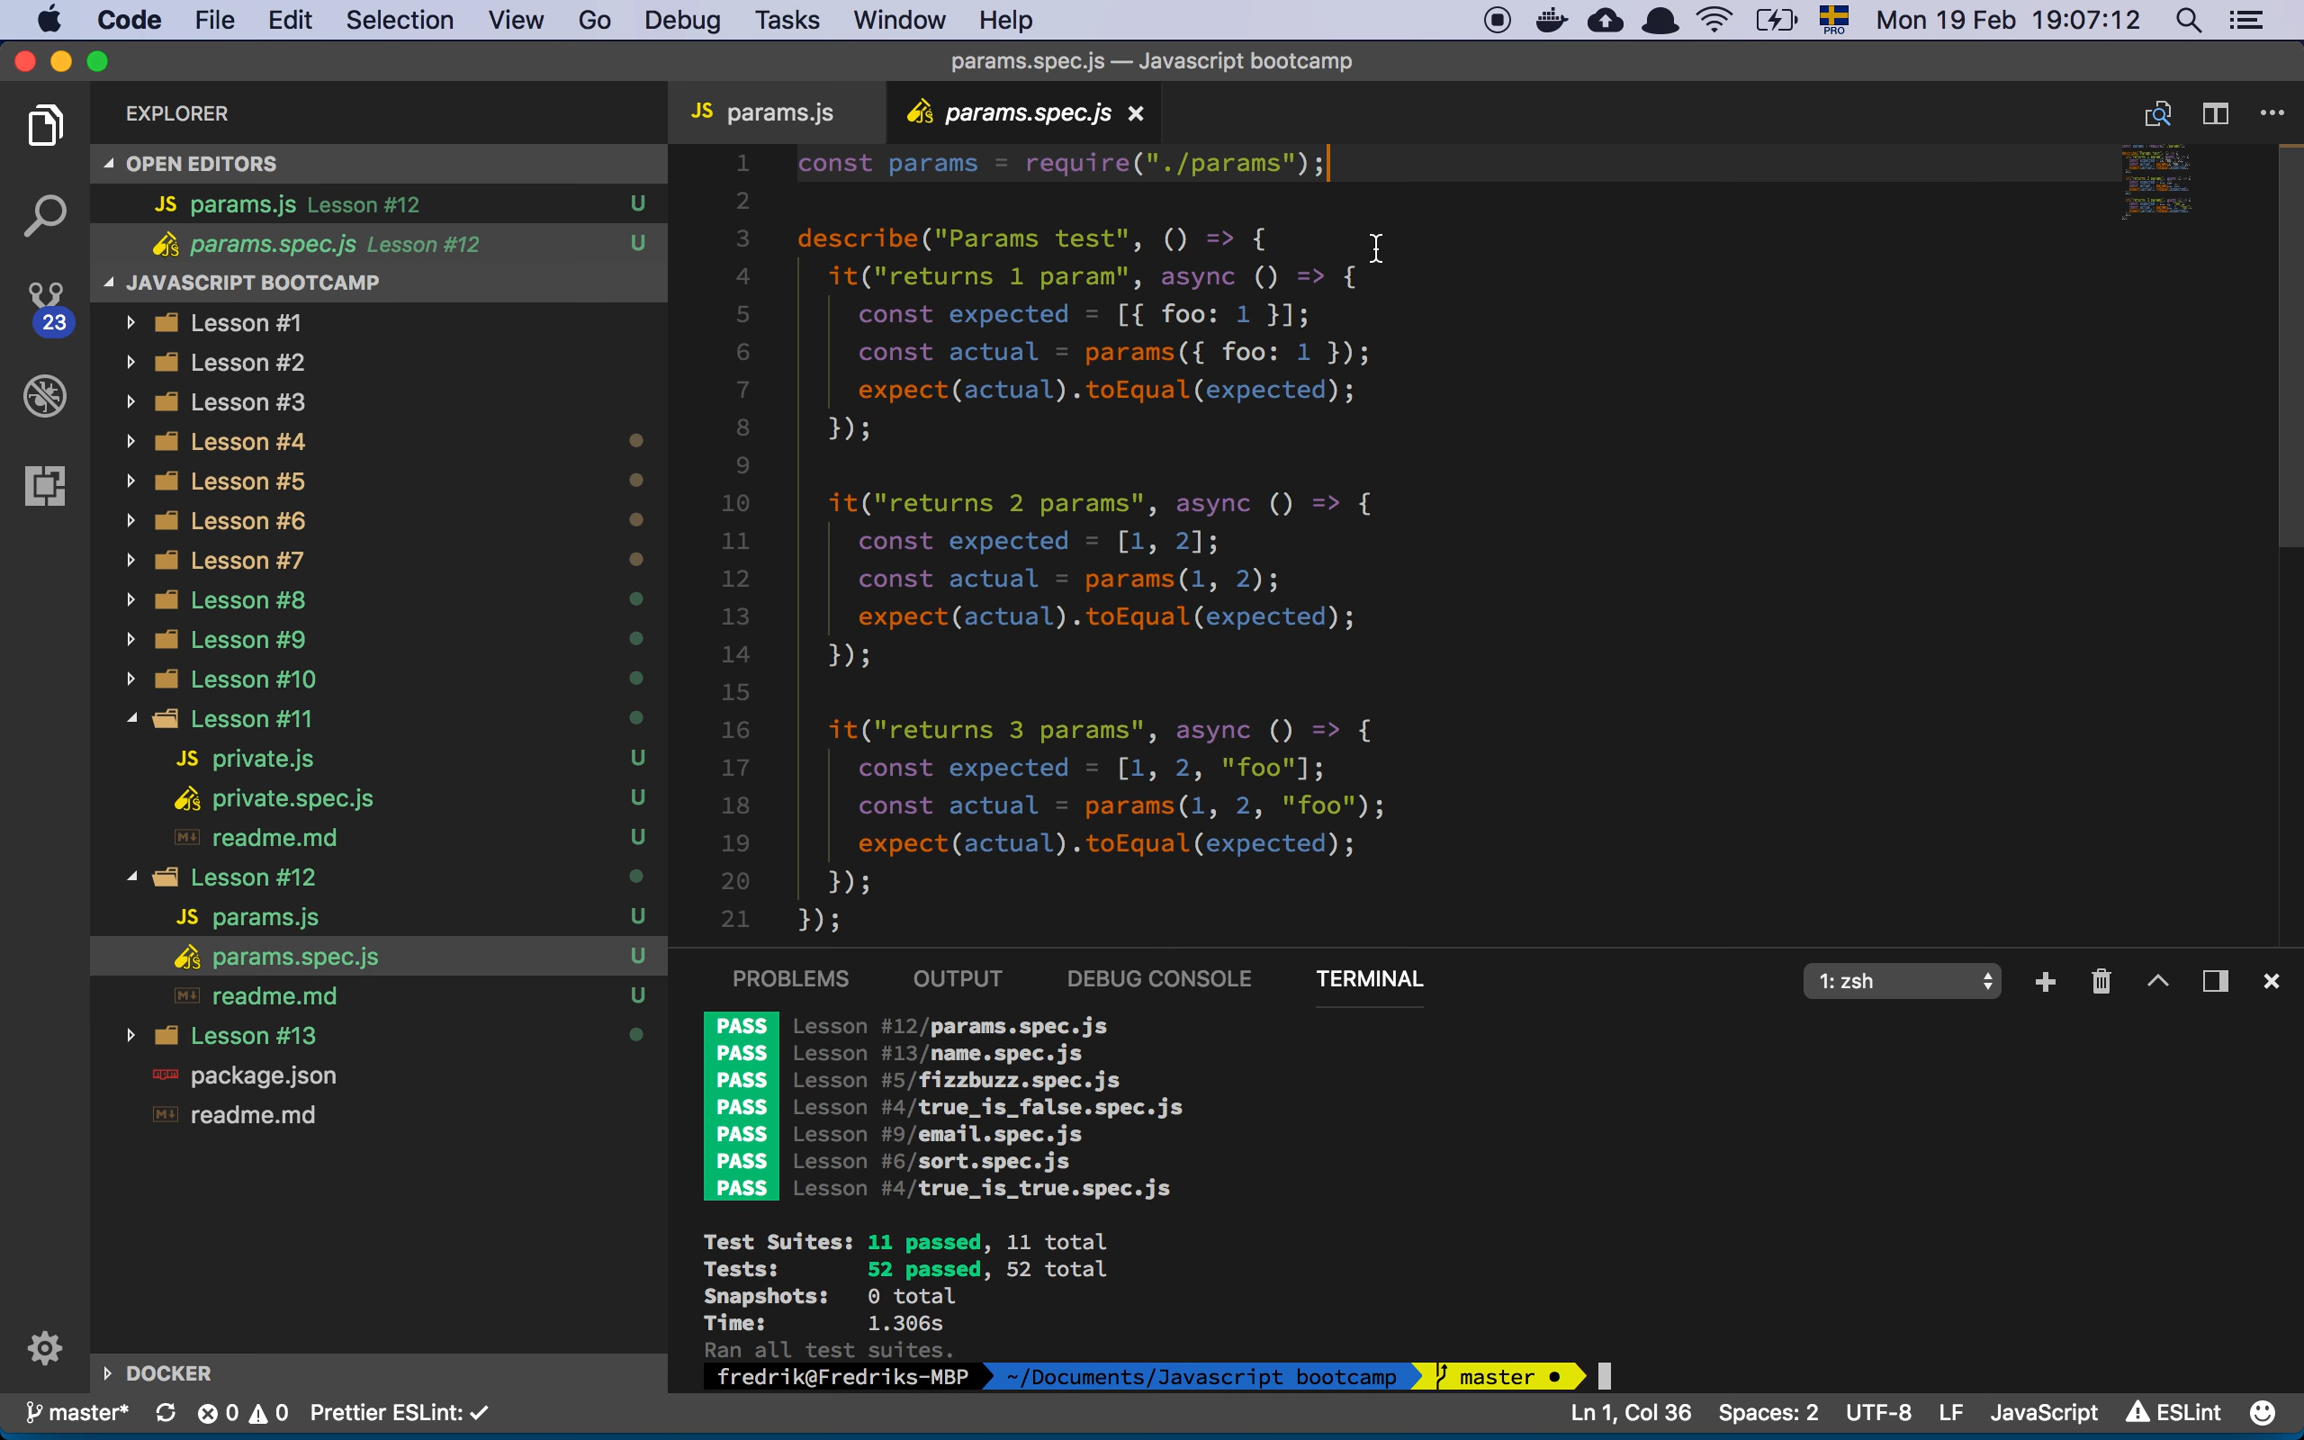 Code File Edit Selection View Go Debug Tasks Window Help PRO Mon 19 Feb 19:07:12
params.spec.js — Javascript bootcamp
EXPLORER
OPEN EDITORS
JS params.js Lesson #12 U
params.spec.js Lesson #12 U
JAVASCRIPT BOOTCAMP
23
Lesson #1
Lesson #2
Lesson #3
Lesson #4
Lesson #5
Lesson #6
Lesson #7
Lesson #8
Lesson #9
Lesson #10
Lesson #11
JS private.js U
private.spec.js U
readme.md U
Lesson #12
JS params.js U
params.spec.js U
readme.md U
Lesson #13
package.json
readme.md
DOCKER
JS params.js params.spec.js
1 const params = require("./params");
2
3 describe("Params test", () => {
4 it("returns 1 param", async () => {
5 const expected = [{ foo: 1 }];
6 const actual = params({ foo: 1 });
7 expect(actual).toEqual(expected);
8 });
9
10 it("returns 2 params", async () => {
11 const expected = [1, 2];
12 const actual = params(1, 2);
13 expect(actual).toEqual(expected);
14 });
15
16 it("returns 3 params", async () => {
17 const expected = [1, 2, "foo"];
18 const actual = params(1, 2, "foo");
19 expect(actual).toEqual(expected);
20 });
21 });
PROBLEMS OUTPUT DEBUG CONSOLE TERMINAL 1: zsh
PASS Lesson #12/params.spec.js
PASS Lesson #13/name.spec.js
PASS Lesson #5/fizzbuzz.spec.js
PASS Lesson #4/true_is_false.spec.js
PASS Lesson #9/email.spec.js
PASS Lesson #6/sort.spec.js
PASS Lesson #4/true_is_true.spec.js
Test Suites: 11 passed, 11 total
Tests: 52 passed, 52 total
Snapshots: 0 total
Time: 1.306s
Ran all test suites.
fredrik@Fredriks-MBP ~/Documents/Javascript bootcamp master ●
master* 0 0 Prettier ESLint: ✓ Ln 1, Col 36 Spaces: 2 UTF-8 LF JavaScript ESLint